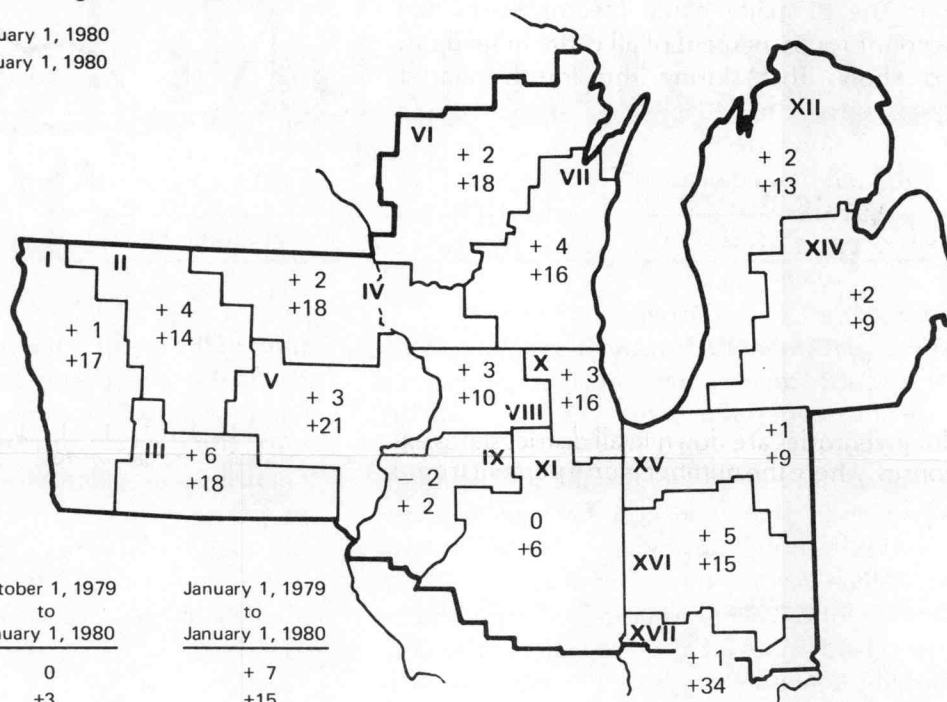 uary 1, 1980
uary 1, 1980
XII
VI
+ 2
+18
VII
+ 2
+13
XIV
+ 4
+16
I
II
+ 2
+18
IV
+2
+9
+ 4
+14
+ 1
+17
V
+ 3
+21
+ 3
+10
X
+ 3
+16
VIII
+1
+9
III
+ 6
+18
IX
XI
XV
- 2
+ 2
0
+6
+ 5
+15
XVI
XVII
+ 1
+34
tober 1, 1979
January 1, 1979
to
to
nuary 1, 1980
January 1, 1980
0
+ 7
+3
+15